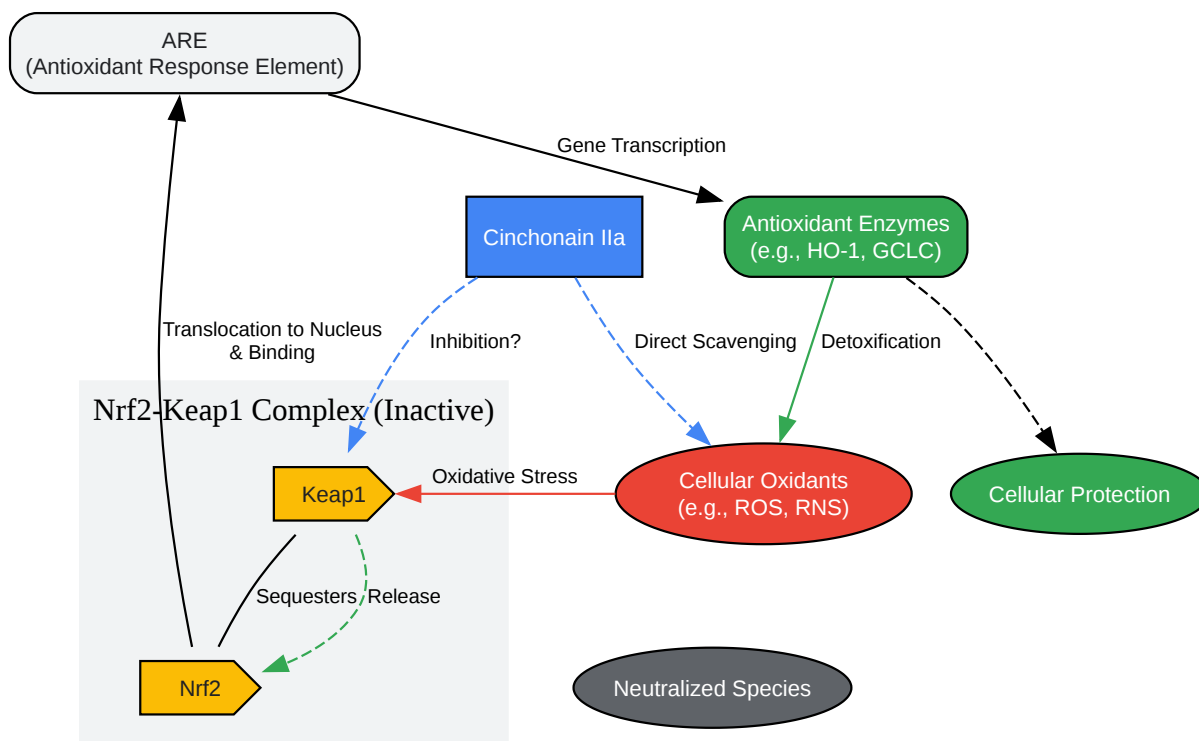 ARE
(Antioxidant Response Element)
Gene Transcription
Cinchonain IIa
Antioxidant Enzymes
(e.g., HO-1, GCLC)
Translocation to Nucleus
& Binding
Inhibition?
Direct Scavenging
Detoxification
Nrf2-Keap1 Complex (Inactive)
Keap1
Oxidative Stress
Cellular Oxidants
(e.g., ROS, RNS)
Cellular Protection
Sequesters
Release
Nrf2
Neutralized Species